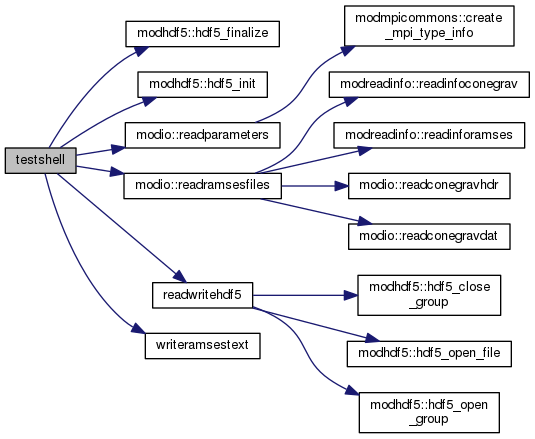 testshell
modhdf5::hdf5_finalize
modhdf5::hdf5_init
modio::readparameters
modio::readramsesfiles
readwritehdf5
writeramsestext
modmpicommons::create
_mpi_type_info
modreadinfo::readinfoconegrav
modreadinfo::readinforamses
modio::readconegravhdr
modio::readconegravdat
modhdf5::hdf5_close
_group
modhdf5::hdf5_open_file
modhdf5::hdf5_open
_group